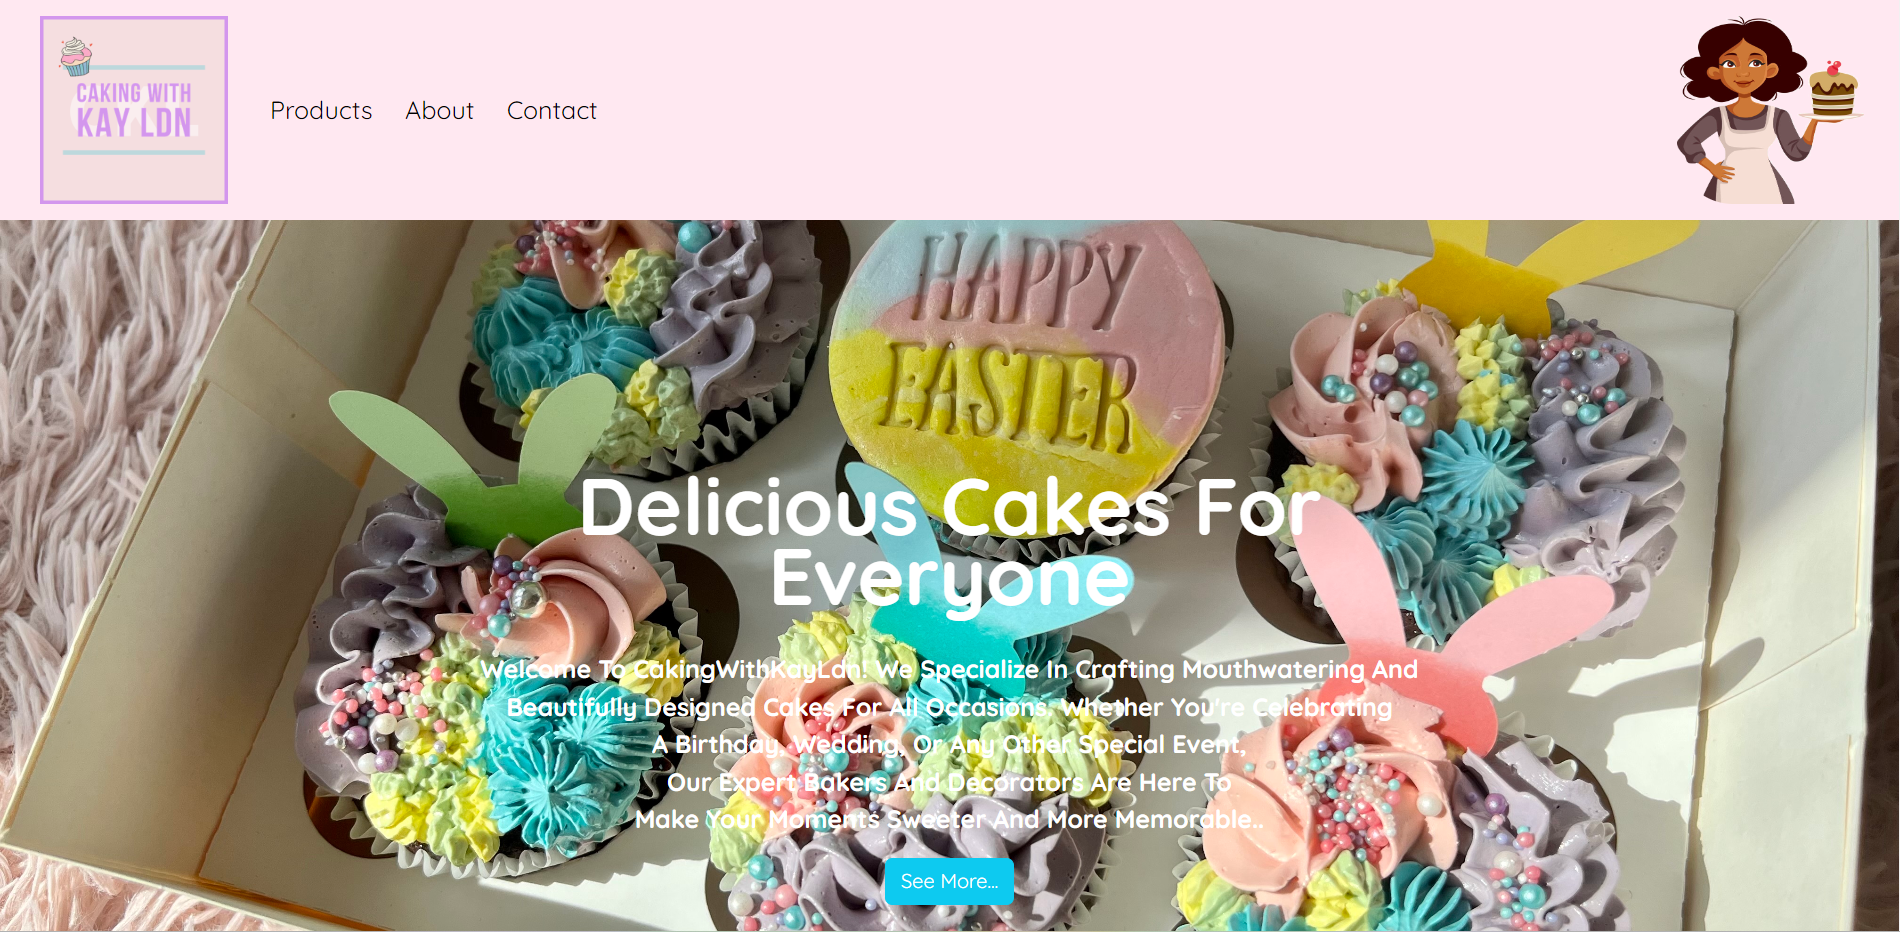 CAKING WITH
KAY LDN
Products About Contact
HAPPY
EASTER
Delicious Cakes For
Everyone
Welcome To CakingWithKayLdn! We Specialize In Crafting Mouthwatering And
Beautifully Designed Cakes For All Occasions. Whether You're Celebrating
A Birthday, Wedding, Or Any Other Special Event,
Our Expert Bakers And Decorators Are Here To
Make Your Moments Sweeter And More Memorable..
See More...